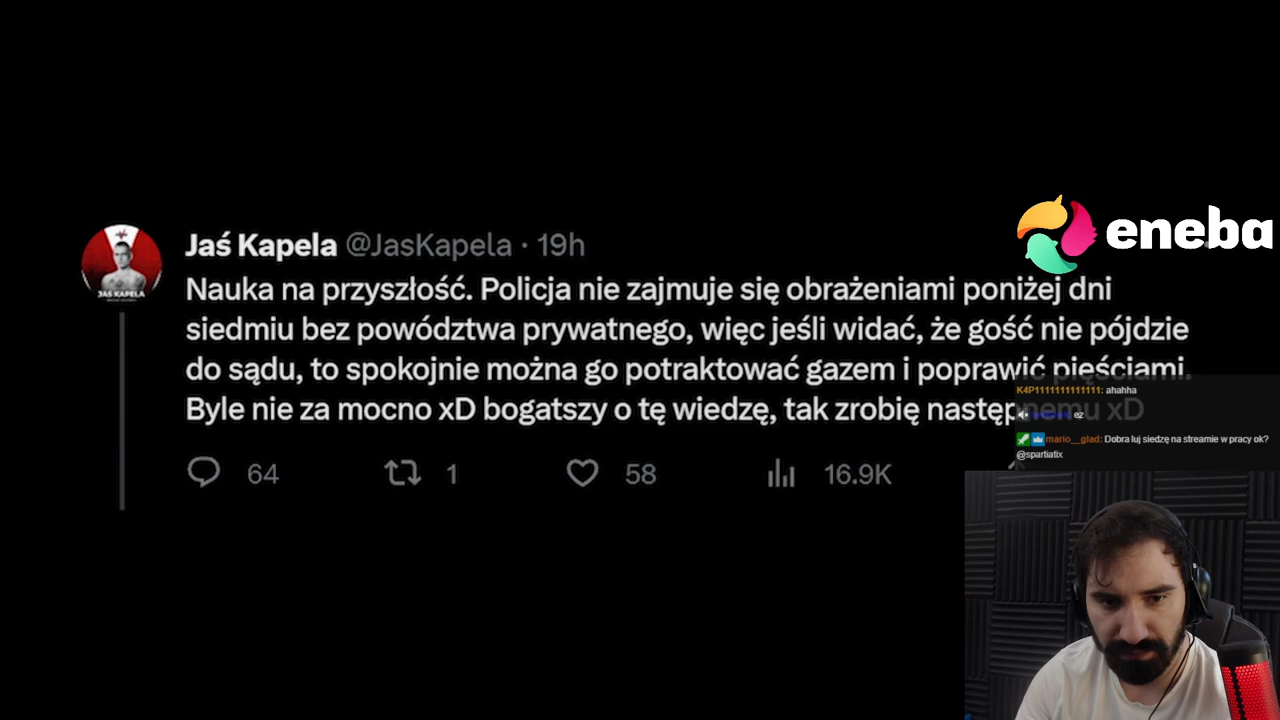 Jaś Kapela @JasKapela · 19h
Nauka na przyszłość. Policja nie zajmuje się obrażeniami poniżej dni
siedmiu bez powództwa prywatnego, więc jeśli widać, że gość nie pójdzie
do sądu, to spokojnie można go potraktować gazem i poprawić pięściami.
Byle nie za mocno xD bogatszy o tę wiedzę, tak zrobię następnemu xD
64 1 58 16.9K
eneba
K4P1111111111111: ahahha
ez
mario__glad: Dobra luj siedzę na streamie w pracy ok?
@spartiatix
JAŚ KAPELA